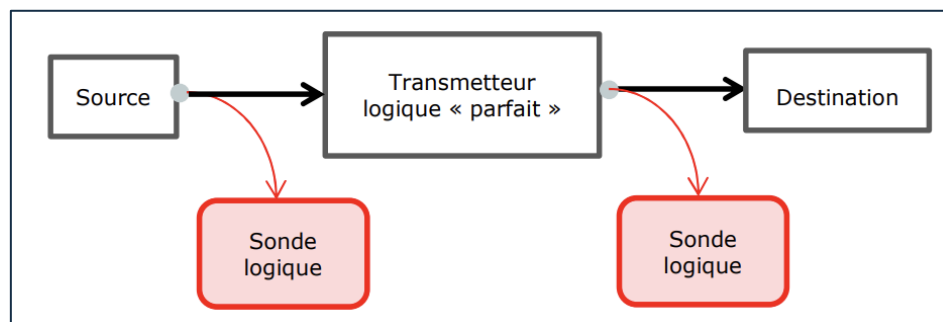 Source
Transmetteur
logique « parfait »
Destination
Sonde
logique
Sonde
logique